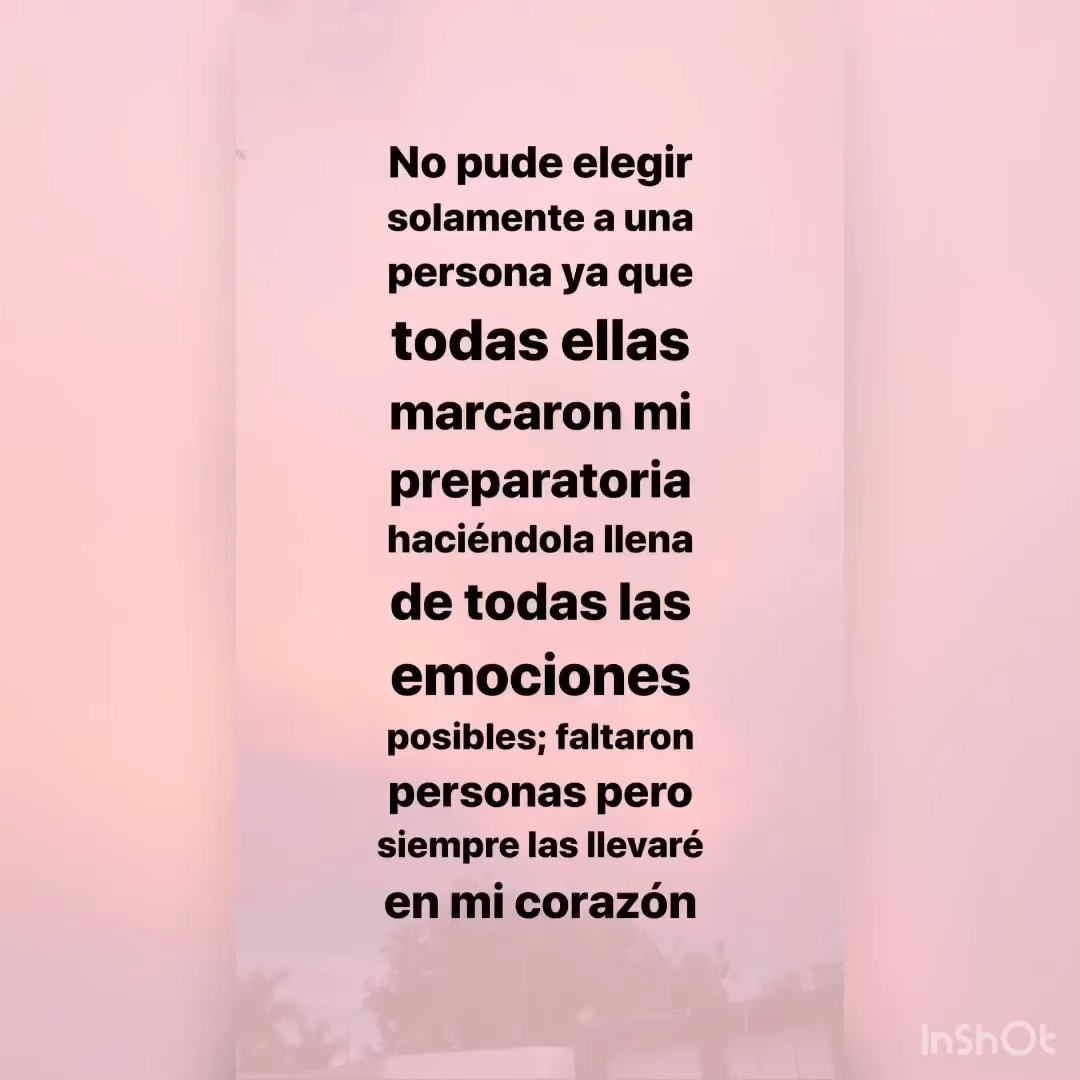 No pude elegir
solamente a una
persona ya que
todas ellas
marcaron mi
preparatoria
haciéndola llena
de todas las
emociones
posibles; faltaron
personas pero
siempre las llevaré
en mi corazón
InShOt